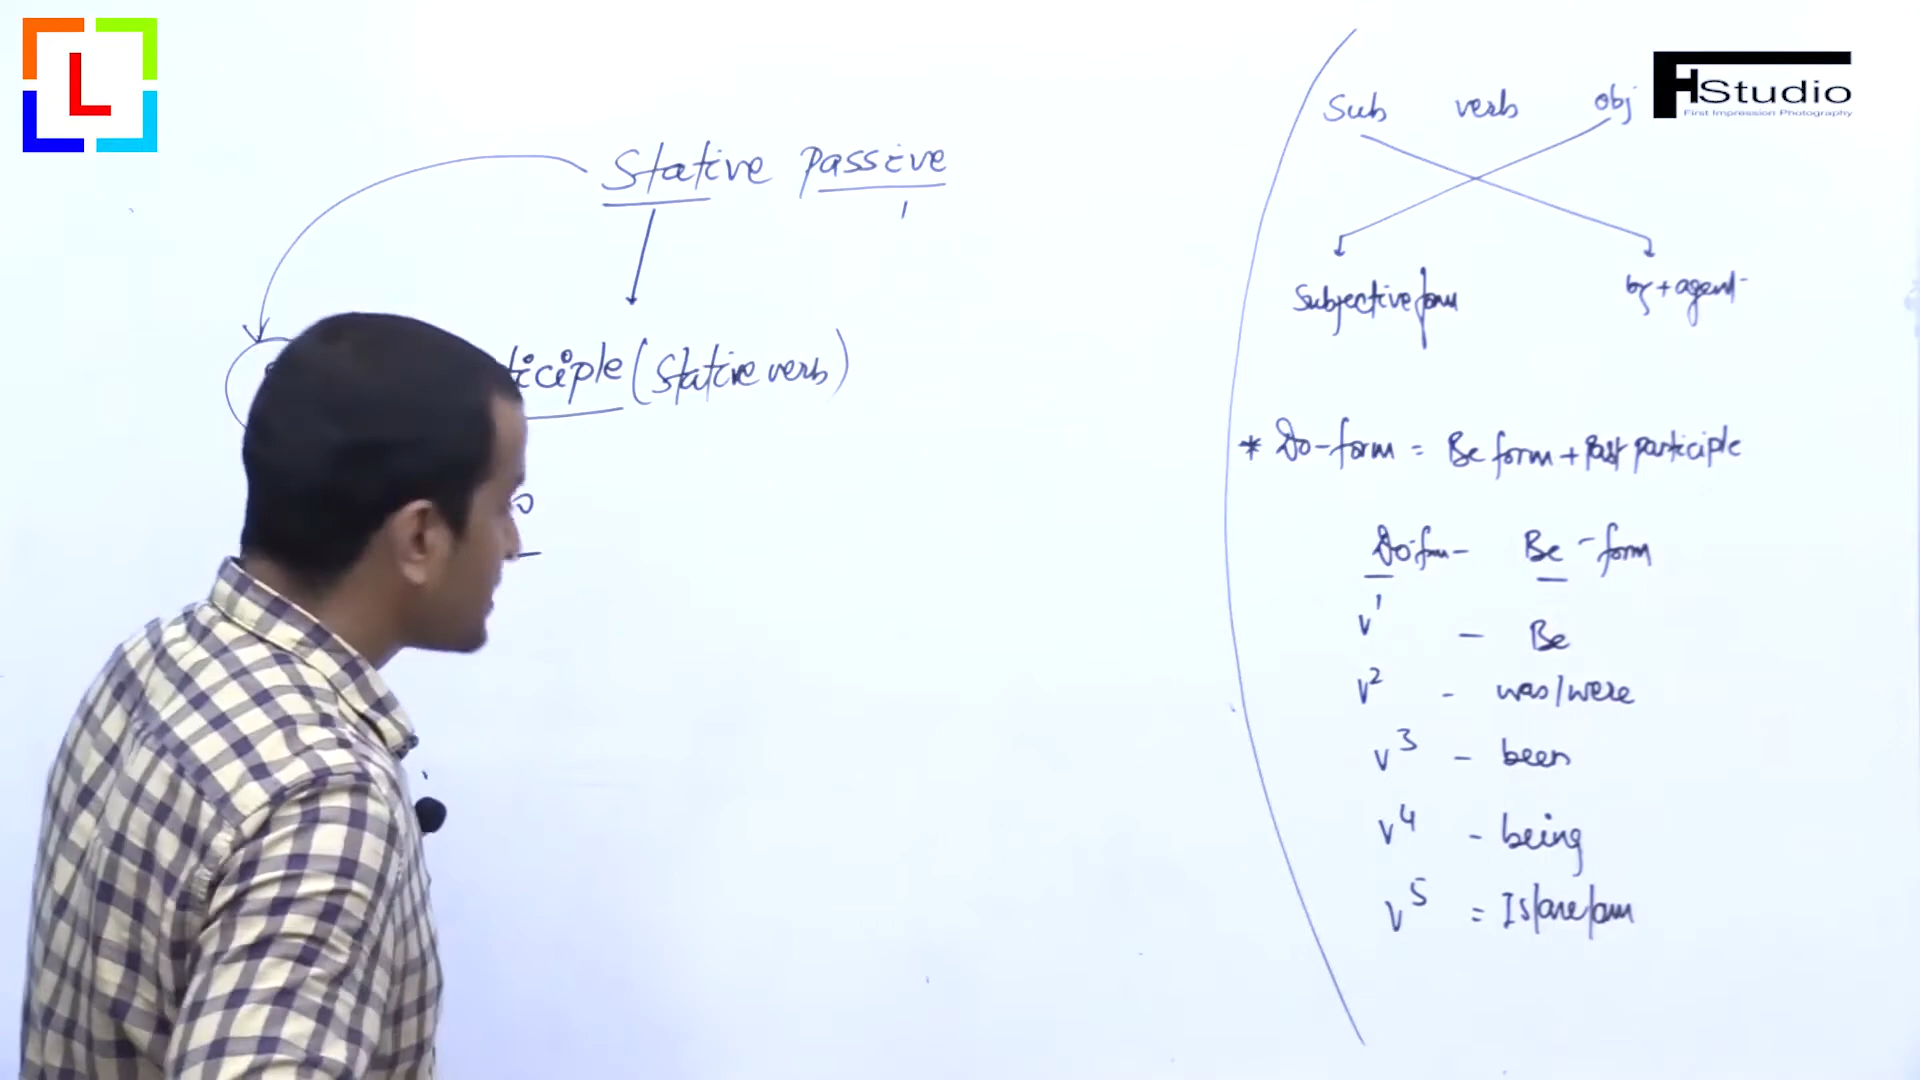 L
Stative passive
ticiple (Stative verb)
Sub verb obj
FH Studio
First Impression Photography
Subjective form
by + agent
* Do-form = Be form + Past participle
Do-form - Be - form
V1 - Be
V2 - was/were
V3 - been
V4 - being
V5 = Is/are/am